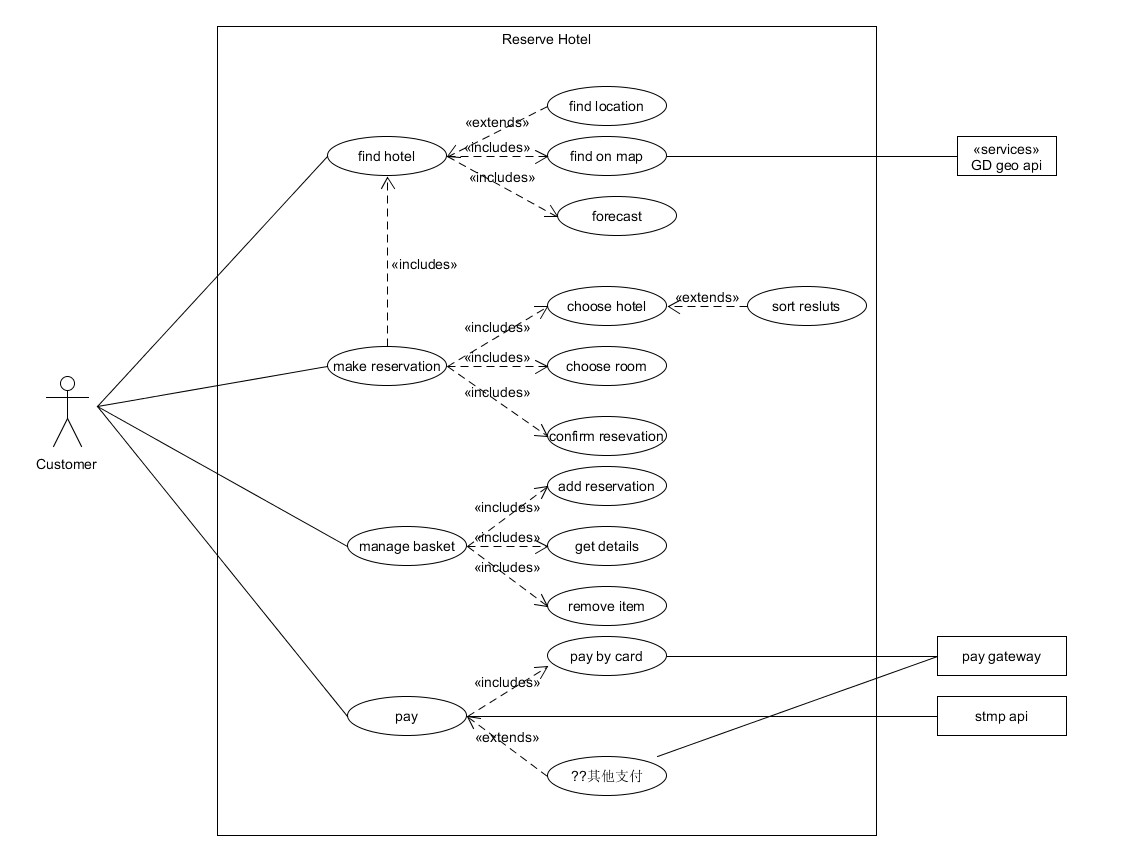 Reserve Hotel
find location
«extends»
find hotel
«includes»
find on map
«services»
GD geo api
«includes»
forecast
«includes»
choose hotel
«extends»
sort resluts
«includes»
make reservation
«includes»
choose room
«includes»
confirm resevation
Customer
add reservation
«includes»
manage basket
«includes»
get details
«includes»
remove item
pay by card
pay gateway
«includes»
pay
stmp api
«extends»
??其他支付